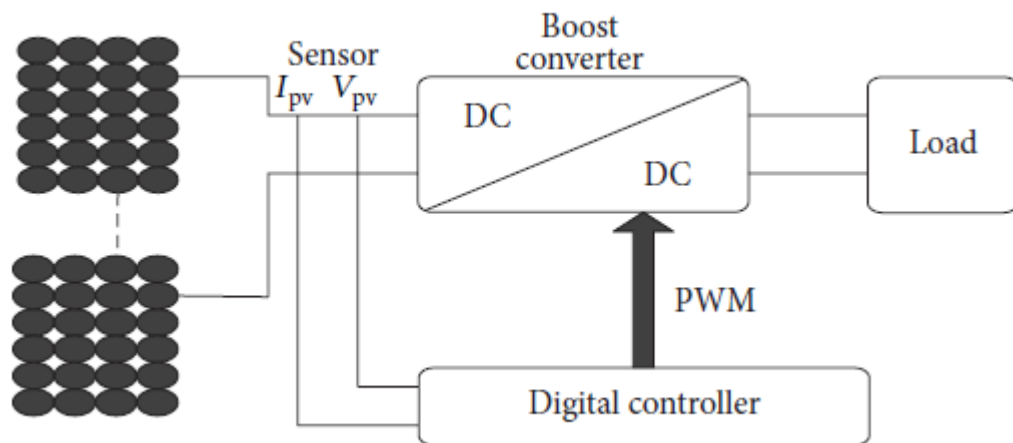 Boost
converter
Sensor
I_pv V_pv
DC
DC
Load
PWM
Digital controller